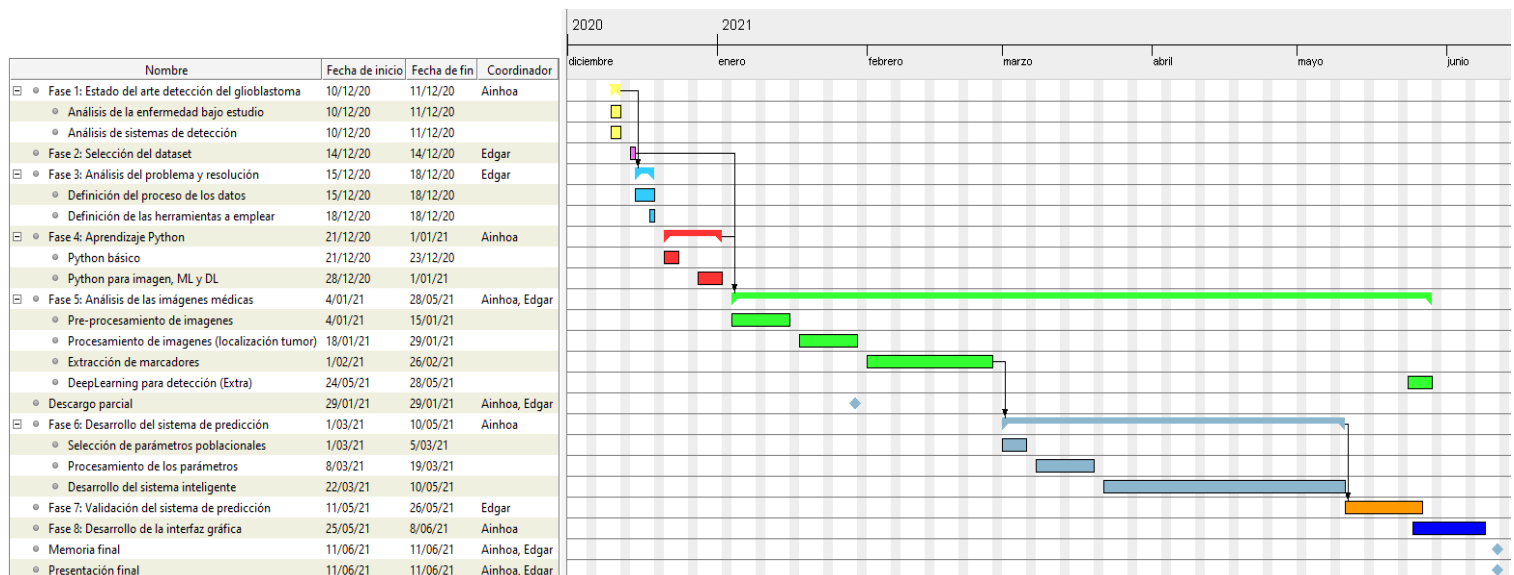 2020 2021
diciembre enero febrero marzo abril mayo junio
Nombre Fecha de inicio Fecha de fin Coordinador
Fase 1: Estado del arte detección del glioblastoma 10/12/20 11/12/20 Ainhoa
Análisis de la enfermedad bajo estudio 10/12/20 11/12/20
Análisis de sistemas de detección 10/12/20 11/12/20
Fase 2: Selección del dataset 14/12/20 14/12/20 Edgar
Fase 3: Análisis del problema y resolución 15/12/20 18/12/20 Edgar
Definición del proceso de los datos 15/12/20 18/12/20
Definición de las herramientas a emplear 18/12/20 18/12/20
Fase 4: Aprendizaje Python 21/12/20 1/01/21 Ainhoa
Python básico 21/12/20 23/12/20
Python para imagen, ML y DL 28/12/20 1/01/21
Fase 5: Análisis de las imágenes médicas 4/01/21 28/05/21 Ainhoa, Edgar
Pre-procesamiento de imagenes 4/01/21 15/01/21
Procesamiento de imagenes (localización tumor) 18/01/21 29/01/21
Extracción de marcadores 1/02/21 26/02/21
DeepLearning para detección (Extra) 24/05/21 28/05/21
Descargo parcial 29/01/21 29/01/21 Ainhoa, Edgar
Fase 6: Desarrollo del sistema de predicción 1/03/21 10/05/21 Ainhoa
Selección de parámetros poblacionales 1/03/21 5/03/21
Procesamiento de los parámetros 8/03/21 19/03/21
Desarrollo del sistema inteligente 22/03/21 10/05/21
Fase 7: Validación del sistema de predicción 11/05/21 26/05/21 Edgar
Fase 8: Desarrollo de la interfaz gráfica 25/05/21 8/06/21 Ainhoa
Memoria final 11/06/21 11/06/21 Ainhoa, Edgar
Presentación final 11/06/21 11/06/21 Ainhoa, Edgar